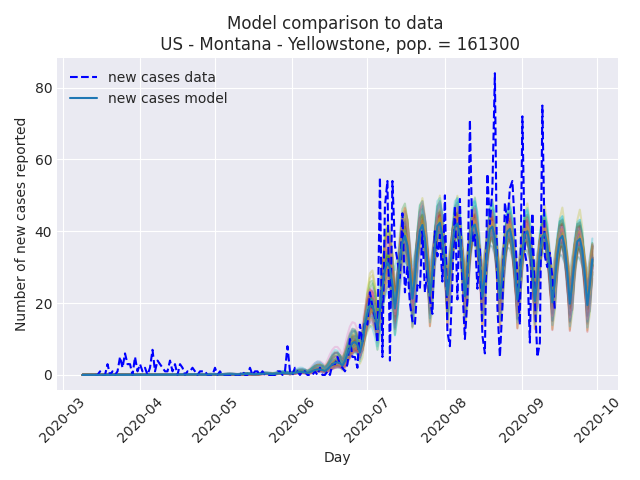 Model comparison to data
US - Montana - Yellowstone, pop. = 161300
new cases data
new cases model
Number of new cases reported
80
60
40
20
0
2020-03
2020-04
2020-05
2020-06
2020-07
2020-08
2020-09
2020-10
Day